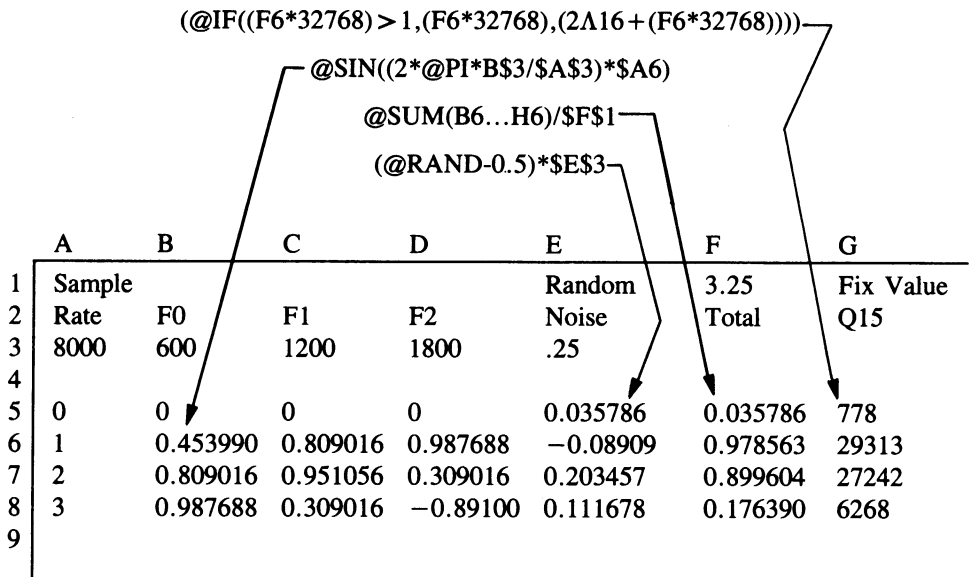 (@IF((F6*32768)>1,(F6*32768),(2Λ16+(F6*32768))))
@SIN((2*@PI*B$3/$A$3)*$A6)
@SUM(B6...H6)/$F$1
(@RAND-0.5)*$E$3
A B C D E F G
1 Sample Random 3.25 Fix Value
2 Rate F0 F1 F2 Noise Total Q15
3 8000 600 1200 1800 .25
4
5 0 0 0 0 0.035786 0.035786 778
6 1 0.453990 0.809016 0.987688 −0.08909 0.978563 29313
7 2 0.809016 0.951056 0.309016 0.203457 0.899604 27242
8 3 0.987688 0.309016 −0.89100 0.111678 0.176390 6268
9